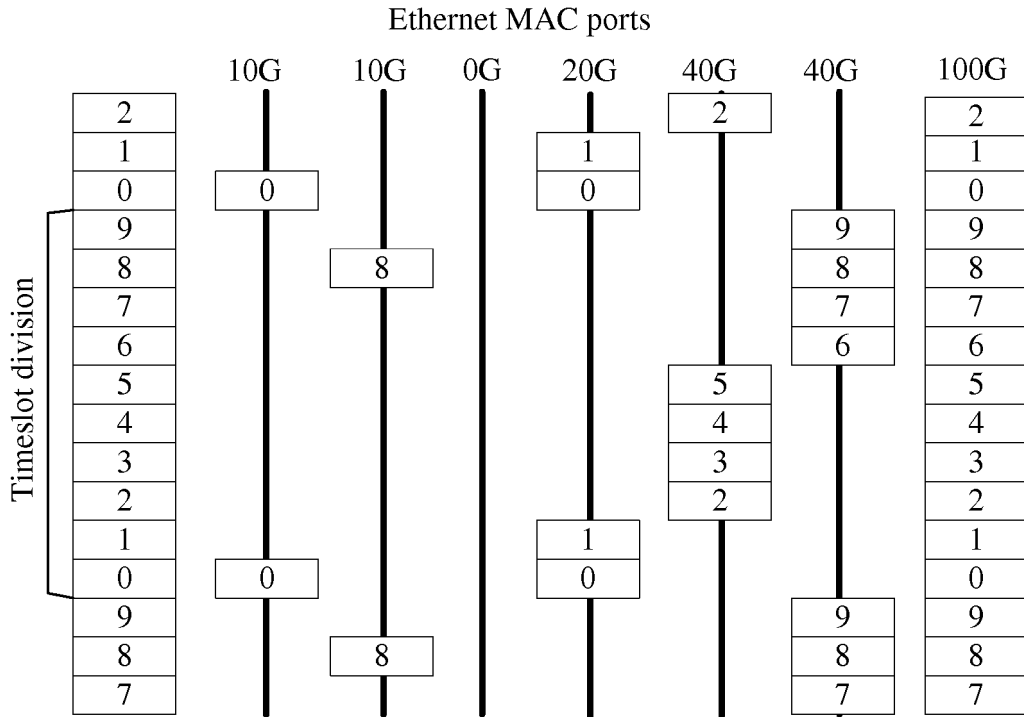 Ethernet MAC ports
10G 10G 0G 20G 40G 40G 100G
2 2 2
1 1 1
0 0 0 0
9 9 9
8 8 8 8
7 7 7
6 6 6
5 5 5
4 4 4
3 3 3
2 2 2
1 1 1
0 0 0 0
9 9 9
8 8 8 8
7 7 7
Timeslot division